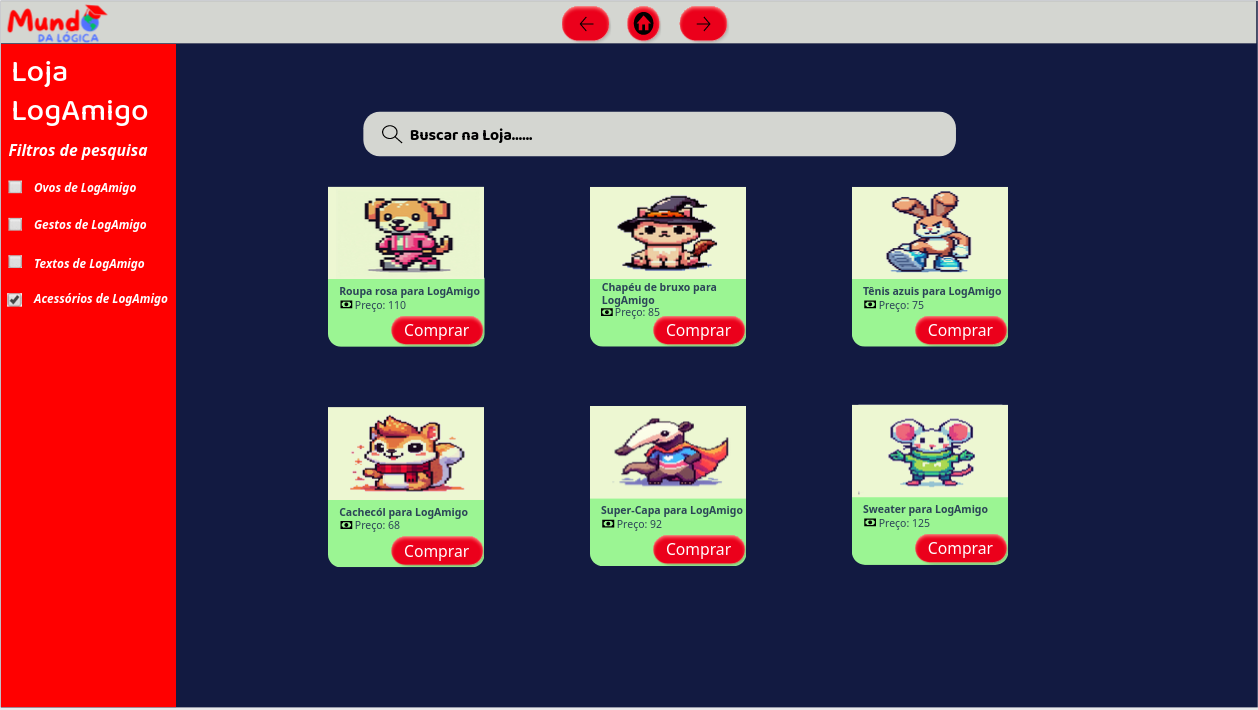 Mundo
DA LÓGICA
Loja
LogAmigo
Filtros de pesquisa
Ovos de LogAmigo
Gestos de LogAmigo
Textos de LogAmigo
Acessórios de LogAmigo
Buscar na Loja......
Roupa rosa para LogAmigo
Preço: 110
Comprar
Chapéu de bruxo para
LogAmigo
Preço: 85
Comprar
Tênis azuis para LogAmigo
Preço: 75
Comprar
Cachecól para LogAmigo
Preço: 68
Comprar
Super-Capa para LogAmigo
Preço: 92
Comprar
Sweater para LogAmigo
Preço: 125
Comprar